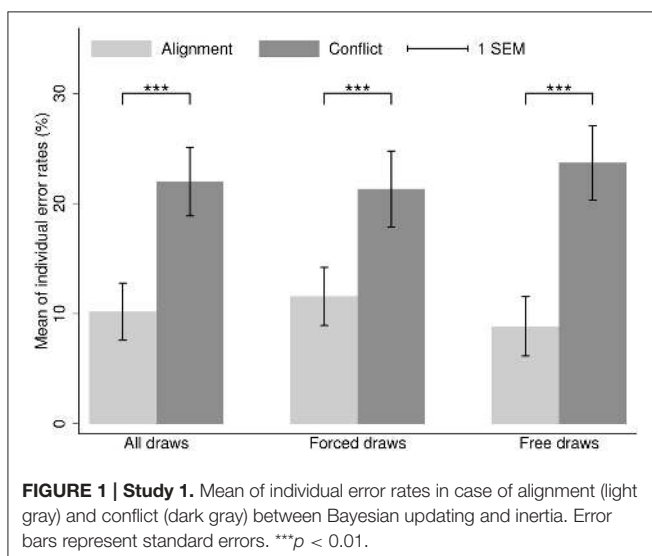 Alignment Conflict 1 SEM
*** *** ***
Mean of individual error rates (%)
30
20
10
0
All draws Forced draws Free draws
FIGURE 1 | Study 1. Mean of individual error rates in case of alignment (light
gray) and conflict (dark gray) between Bayesian updating and inertia. Error
bars represent standard errors. ***p < 0.01.